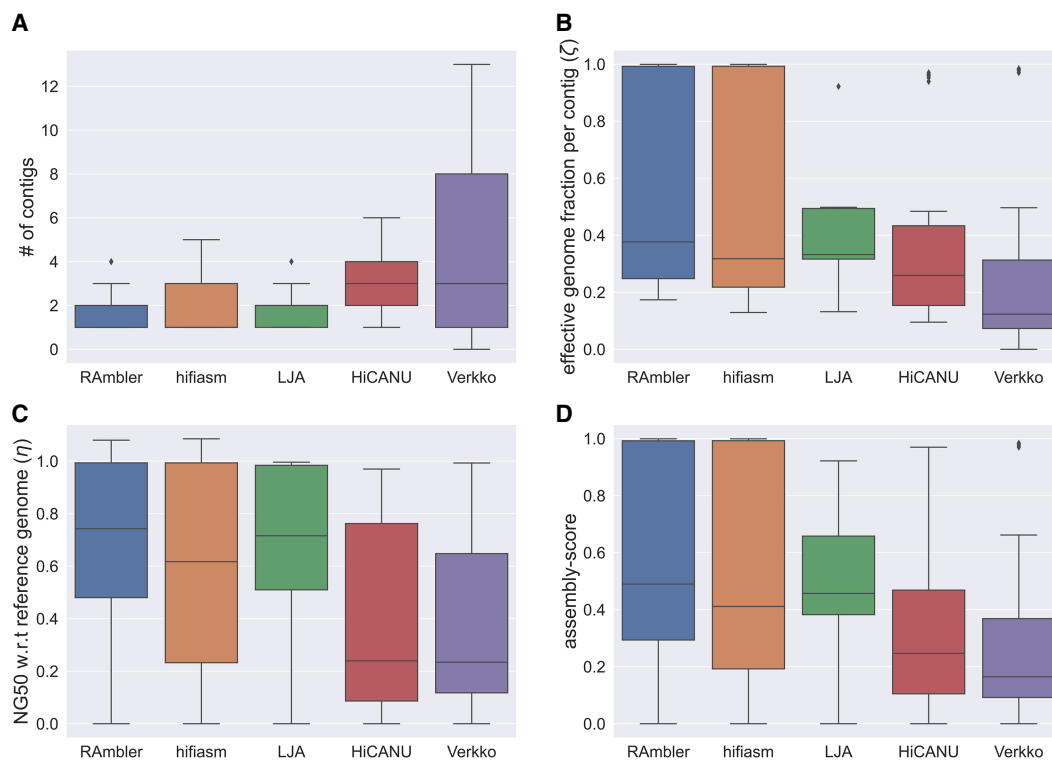 A
# of contigs
12
10
8
6
4
2
0
RAmbler hifiasm LJA HiCANU Verkko
B
effective genome fraction per contig (ζ)
1.0
0.8
0.6
0.4
0.2
0.0
RAmbler hifiasm LJA HiCANU Verkko
C
NG50 w.r.t reference genome (η)
1.0
0.8
0.6
0.4
0.2
0.0
RAmbler hifiasm LJA HiCANU Verkko
D
assembly-score
1.0
0.8
0.6
0.4
0.2
0.0
RAmbler hifiasm LJA HiCANU Verkko